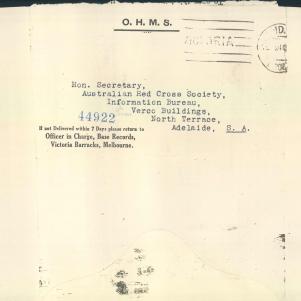 O. H. M. S.
Hon. Secretary,
Australian Red Cross Society,
Information Bureau,
Verco Buildings,
44922
North Terrace,
If not Delivered within 7 Days please return to
Adelaide, S. A.
Officer in Charge, Base Records,
Victoria Barracks, Melbourne.